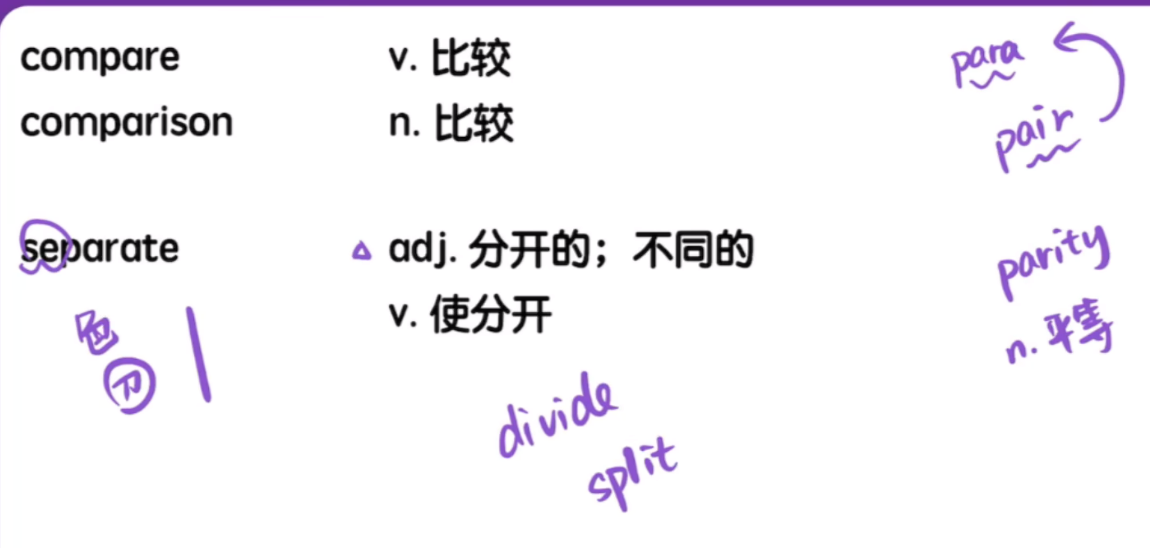 compare v. 比较 para
comparison n. 比较 pair
separate △ adj. 分开的；不同的 parity
v. 使分开 n. 平等
色
刀
divide
split